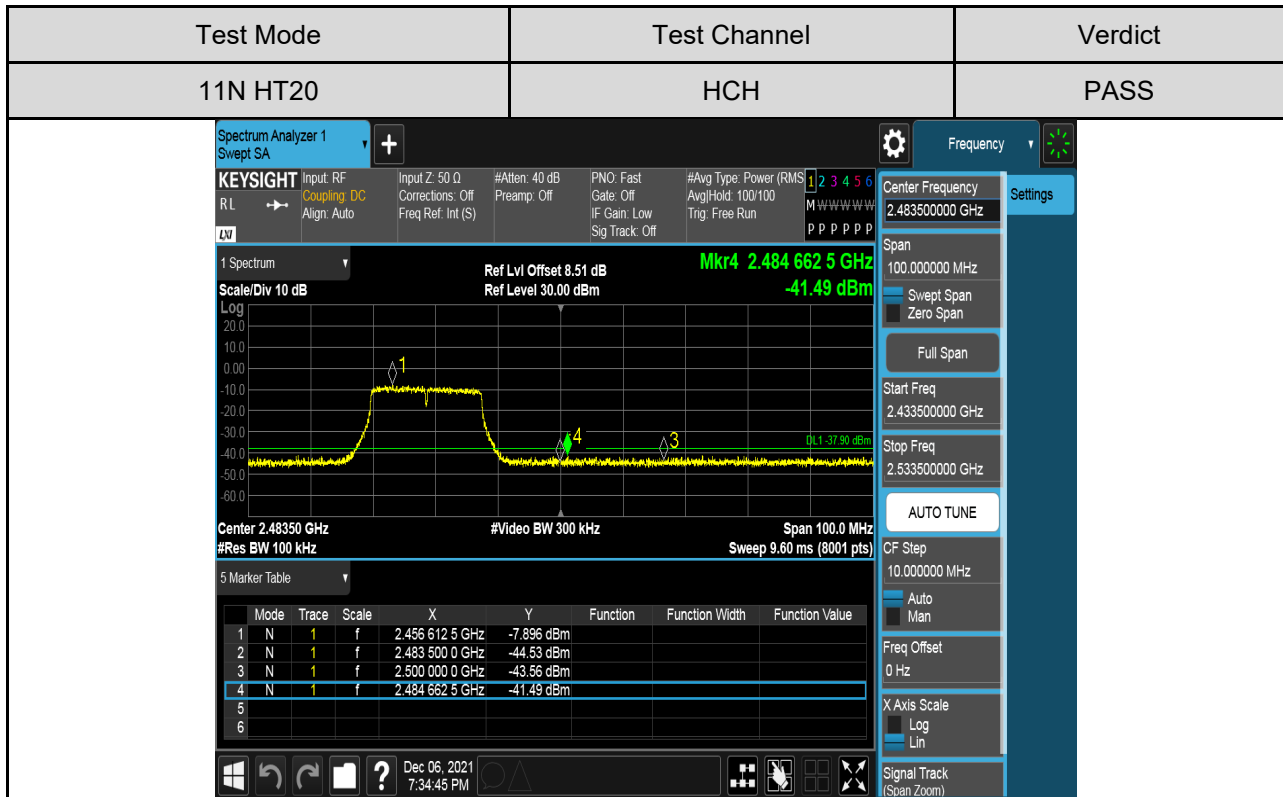 Test Mode Test Channel Verdict
11N HT20 HCH PASS
Spectrum Analyzer 1
Swept SA
+
Frequency
KEYSIGHT Input: RF Input Z: 50 Ω #Atten: 40 dB PNO: Fast #Avg Type: Power (RMS 1 2 3 4 5 6
RL Coupling: DC Corrections: Off Preamp: Off Gate: Off Avg|Hold: 100/100 M W W W W W
Align: Auto Freq Ref: Int (S) IF Gain: Low Trig: Free Run
LXI Sig Track: Off P P P P P P
1 Spectrum Ref Lvl Offset 8.51 dB Mkr4 2.484 662 5 GHz
Scale/Div 10 dB Ref Level 30.00 dBm -41.49 dBm
Log
20.0
10.0
0.00
-10.0
-20.0
-30.0
-40.0
-50.0
-60.0
1
4
3
DL1 -37.90 dBm
Center 2.48350 GHz #Video BW 300 kHz Span 100.0 MHz
#Res BW 100 kHz Sweep 9.60 ms (8001 pts)
5 Marker Table
Mode Trace Scale X Y Function Function Width Function Value
1 N 1 f 2.456 612 5 GHz -7.896 dBm
2 N 1 f 2.483 500 0 GHz -44.53 dBm
3 N 1 f 2.500 000 0 GHz -43.56 dBm
4 N 1 f 2.484 662 5 GHz -41.49 dBm
5
6
?
Dec 06, 2021
7:34:45 PM
Settings
Center Frequency
2.483500000 GHz
Span
100.000000 MHz
Swept Span
Zero Span
Full Span
Start Freq
2.433500000 GHz
Stop Freq
2.533500000 GHz
AUTO TUNE
CF Step
10.000000 MHz
Auto
Man
Freq Offset
0 Hz
X Axis Scale
Log
Lin
Signal Track
(Span Zoom)